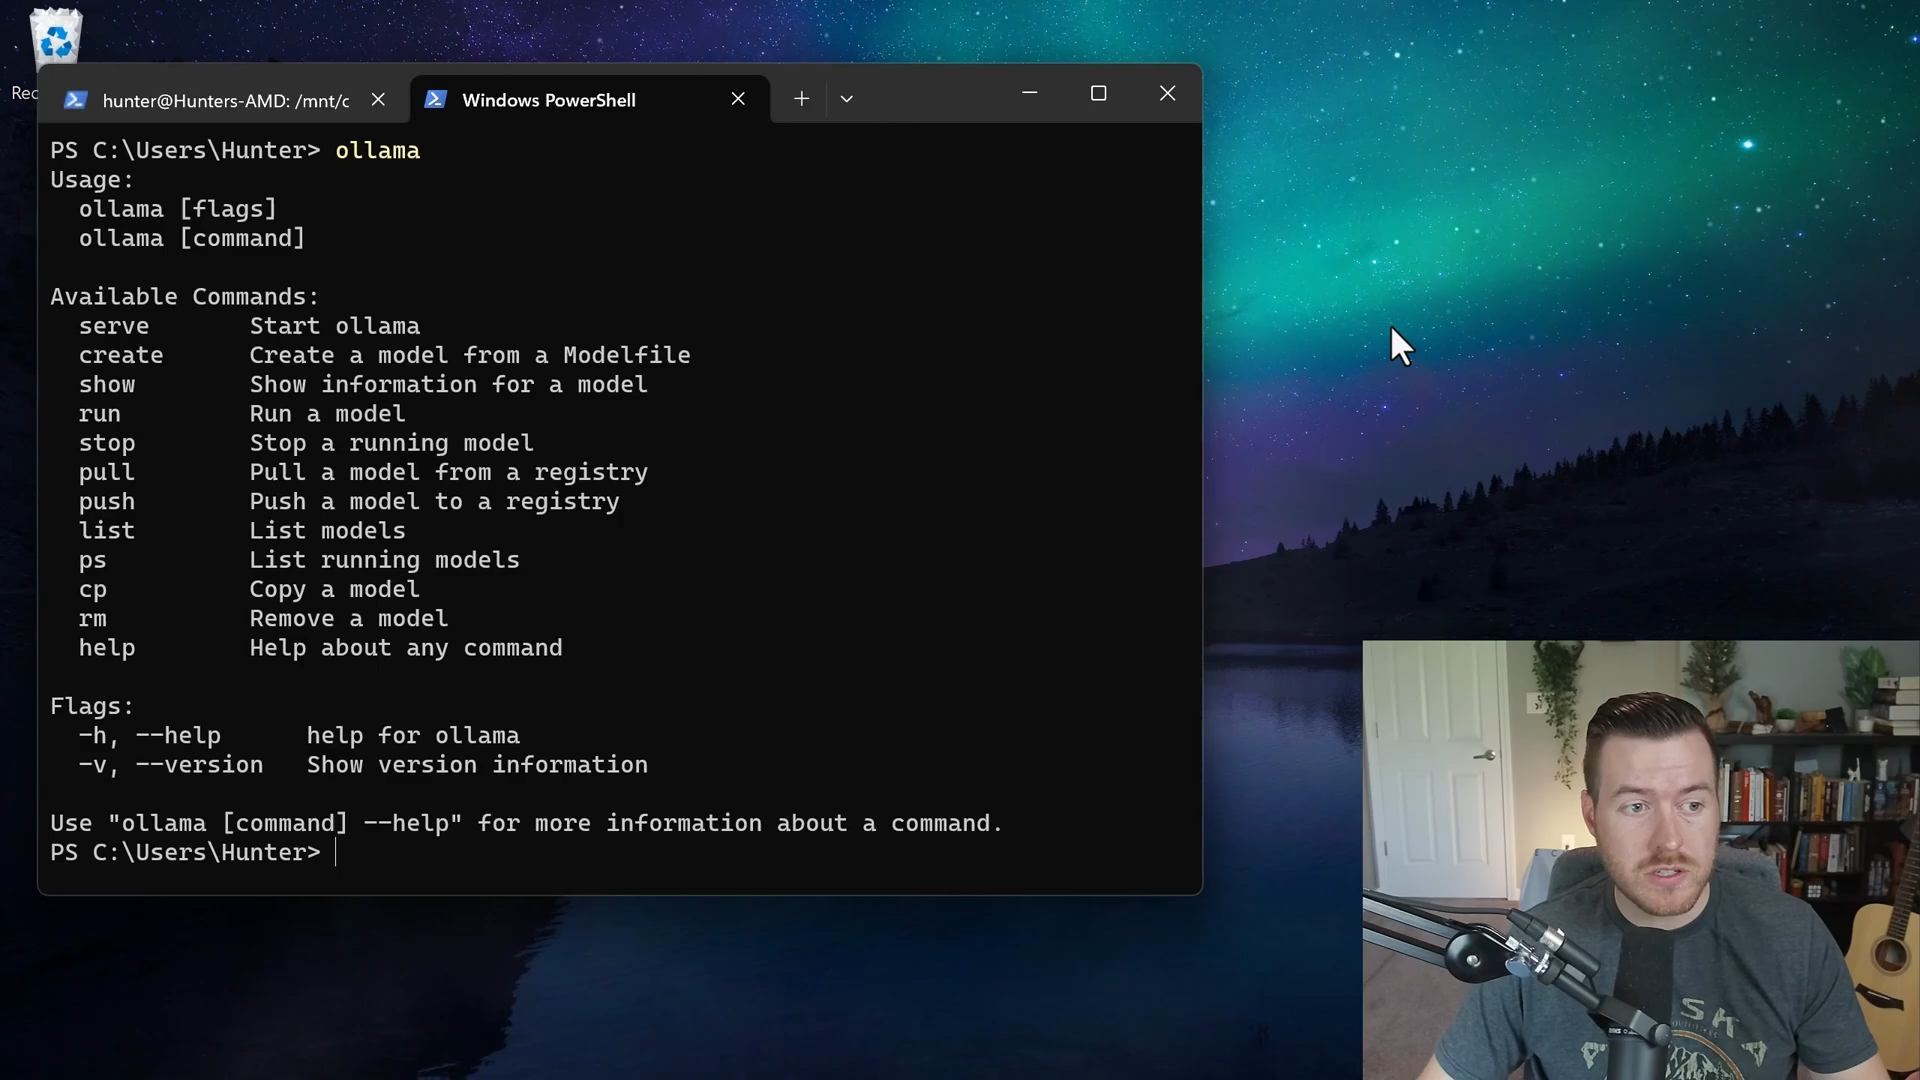 Rec
hunter@Hunters-AMD: /mnt/c
Windows PowerShell
PS C:\Users\Hunter> ollama
Usage:
ollama [flags]
ollama [command]
Available Commands:
serve Start ollama
create Create a model from a Modelfile
show Show information for a model
run Run a model
stop Stop a running model
pull Pull a model from a registry
push Push a model to a registry
list List models
ps List running models
cp Copy a model
rm Remove a model
help Help about any command
Flags:
-h, --help help for ollama
-v, --version Show version information
Use "ollama [command] --help" for more information about a command.
PS C:\Users\Hunter>